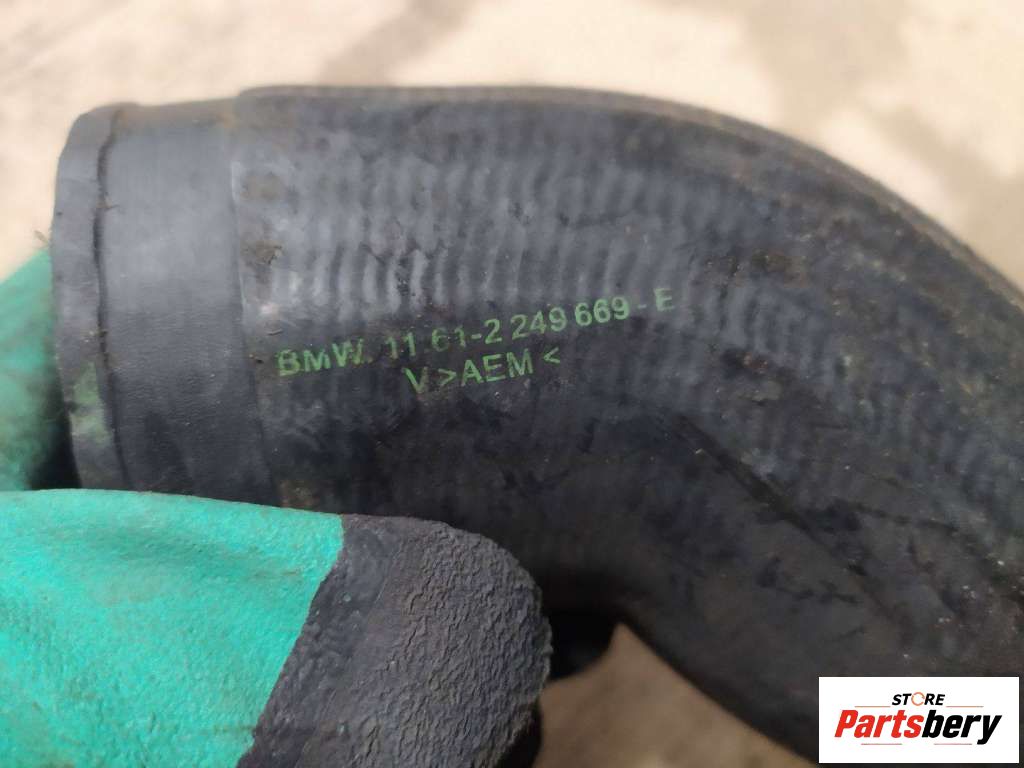 BMW. 11 61-2 249 669 - E
V >AEM <
STORE
Partsbery